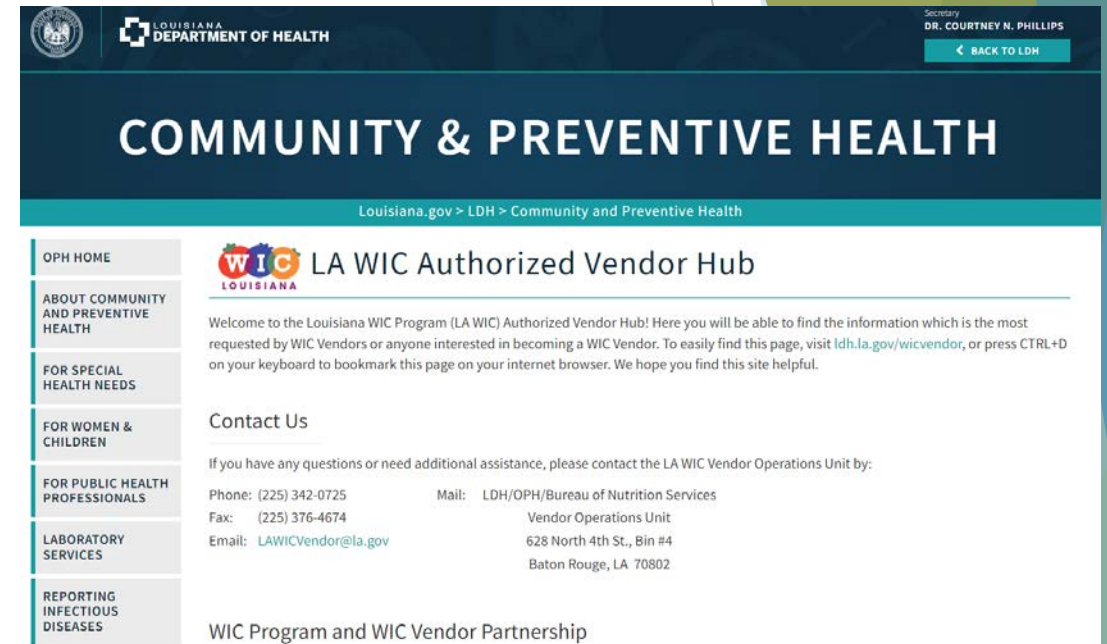 LOUISIANA
DEPARTMENT OF HEALTH
Secretary
DR. COURTNEY N. PHILLIPS
BACK TO LDH
COMMUNITY & PREVENTIVE HEALTH
Louisiana.gov > LDH > Community and Preventive Health
OPH HOME
ABOUT COMMUNITY
AND PREVENTIVE
HEALTH
FOR SPECIAL
HEALTH NEEDS
FOR WOMEN &
CHILDREN
FOR PUBLIC HEALTH
PROFESSIONALS
LABORATORY
SERVICES
REPORTING
INFECTIOUS
DISEASES
WIC
LOUISIANA
LA WIC Authorized Vendor Hub
Welcome to the Louisiana WIC Program (LA WIC) Authorized Vendor Hub! Here you will be able to find the information which is the most
requested by WIC Vendors or anyone interested in becoming a WIC Vendor. To easily find this page, visit ldh.la.gov/wicvendor, or press CTRL+D
on your keyboard to bookmark this page on your internet browser. We hope you find this site helpful.
Contact Us
If you have any questions or need additional assistance, please contact the LA WIC Vendor Operations Unit by:
Phone: (225) 342-0725
Fax: (225) 376-4674
Email: LAWICVendor@la.gov
Mail: LDH/OPH/Bureau of Nutrition Services
Vendor Operations Unit
628 North 4th St., Bin #4
Baton Rouge, LA 70802
WIC Program and WIC Vendor Partnership